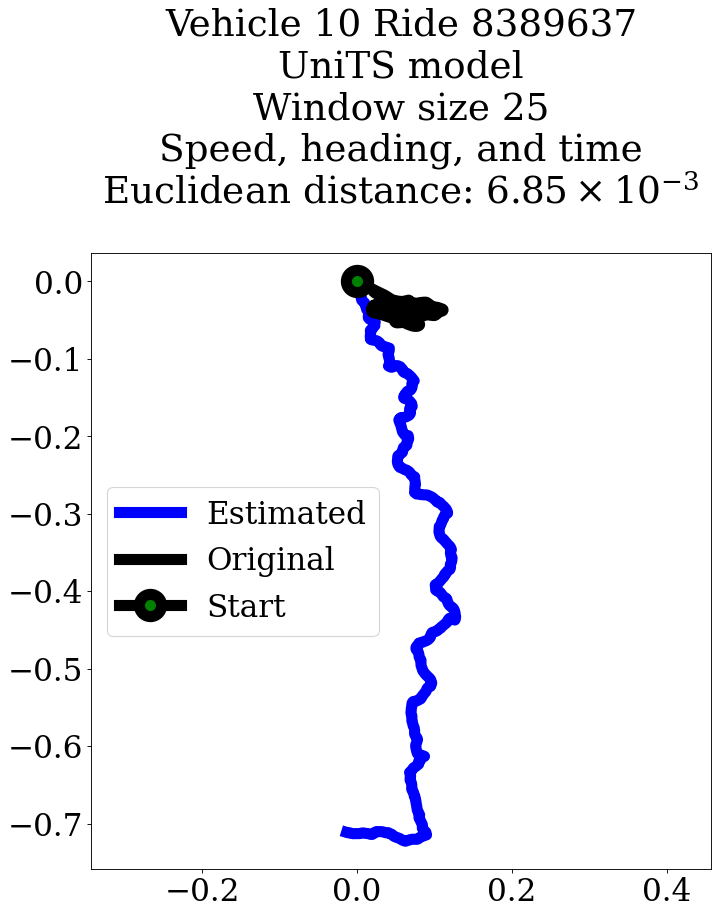 Vehicle 10 Ride 8389637
UniTS model
Window size 25
Speed, heading, and time
Euclidean distance: 6.85 × 10⁻³
0.0
−0.1
−0.2
−0.3
−0.4
−0.5
−0.6
−0.7
Estimated
Original
Start
−0.2 0.0 0.2 0.4